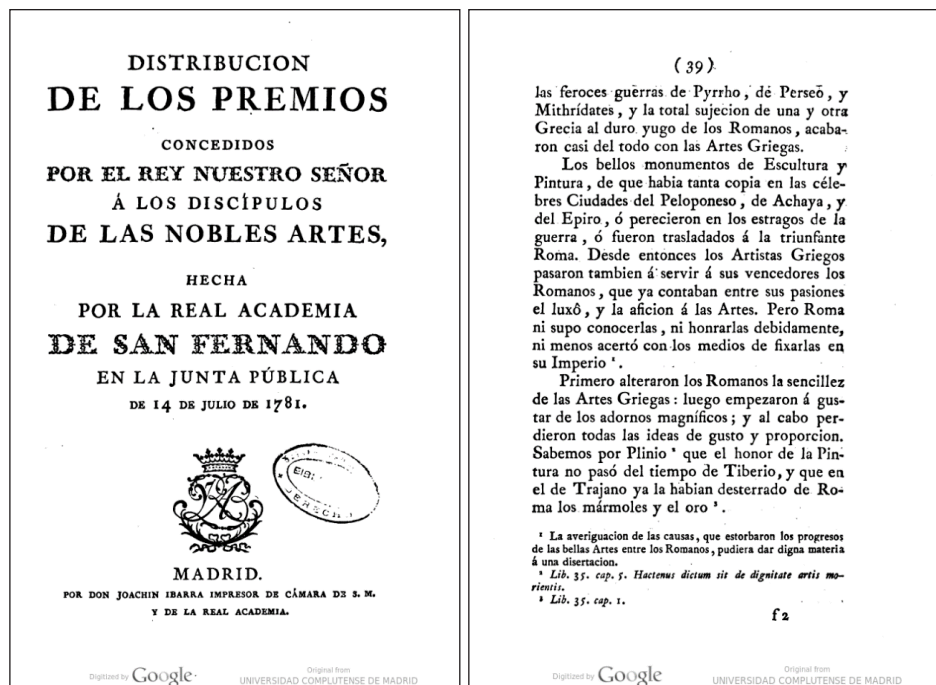 DISTRIBUCION
DE LOS PREMIOS
CONCEDIDOS
POR EL REY NUESTRO SEÑOR
Á LOS DISCÍPULOS
DE LAS NOBLES ARTES,
HECHA
POR LA REAL ACADEMIA
DE SAN FERNANDO
EN LA JUNTA PÚBLICA
DE 14 DE JULIO DE 1781.
DERECHO
MADRID.
POR DON JOACHIN IBARRA IMPRESOR DE CÁMARA DE S. M.
Y DE LA REAL ACADEMIA.
Digitized by Google
Original from
UNIVERSIDAD COMPLUTENSE DE MADRID
(39)
las feroces guerras de Pyrrho, de Perseo, y
Mithrídates, y la total sujecion de una y otra
Grecia al duro yugo de los Romanos, acaba-
ron casi del todo con las Artes Griegas.
Los bellos monumentos de Escultura y
Pintura, de que habia tanta copia en las céle-
bres Ciudades del Peloponeso, de Achaya, y
del Epiro, ó perecieron en los estragos de la
guerra, ó fueron trasladados á la triunfante
Roma. Desde entonces los Artistas Griegos
pasaron tambien á servir á sus vencedores los
Romanos, que ya contaban entre sus pasiones
el luxô, y la aficion á las Artes. Pero Roma
ni supo conocerlas, ni honrarlas debidamente,
ni menos acertó con los medios de fixarlas en
su Imperio ¹.
Primero alteraron los Romanos la sencillez
de las Artes Griegas: luego empezaron á gus-
tar de los adornos magníficos; y al cabo per-
dieron todas las ideas de gusto y proporcion.
Sabemos por Plinio ² que el honor de la Pin-
tura no pasó del tiempo de Tiberio, y que en
el de Trajano ya la habian desterrado de Ro-
ma los mármoles y el oro ³.
¹ La averiguacion de las causas, que estorbaron los progresos
de las bellas Artes entre los Romanos, pudiera dar digna materia
á una disertacion.
² Lib. 35. cap. 5. Hactenus dictum sit de dignitate artis mo-
rientis.
³ Lib. 35. cap. 1.
f 2
Digitized by Google
Original from
UNIVERSIDAD COMPLUTENSE DE MADRID